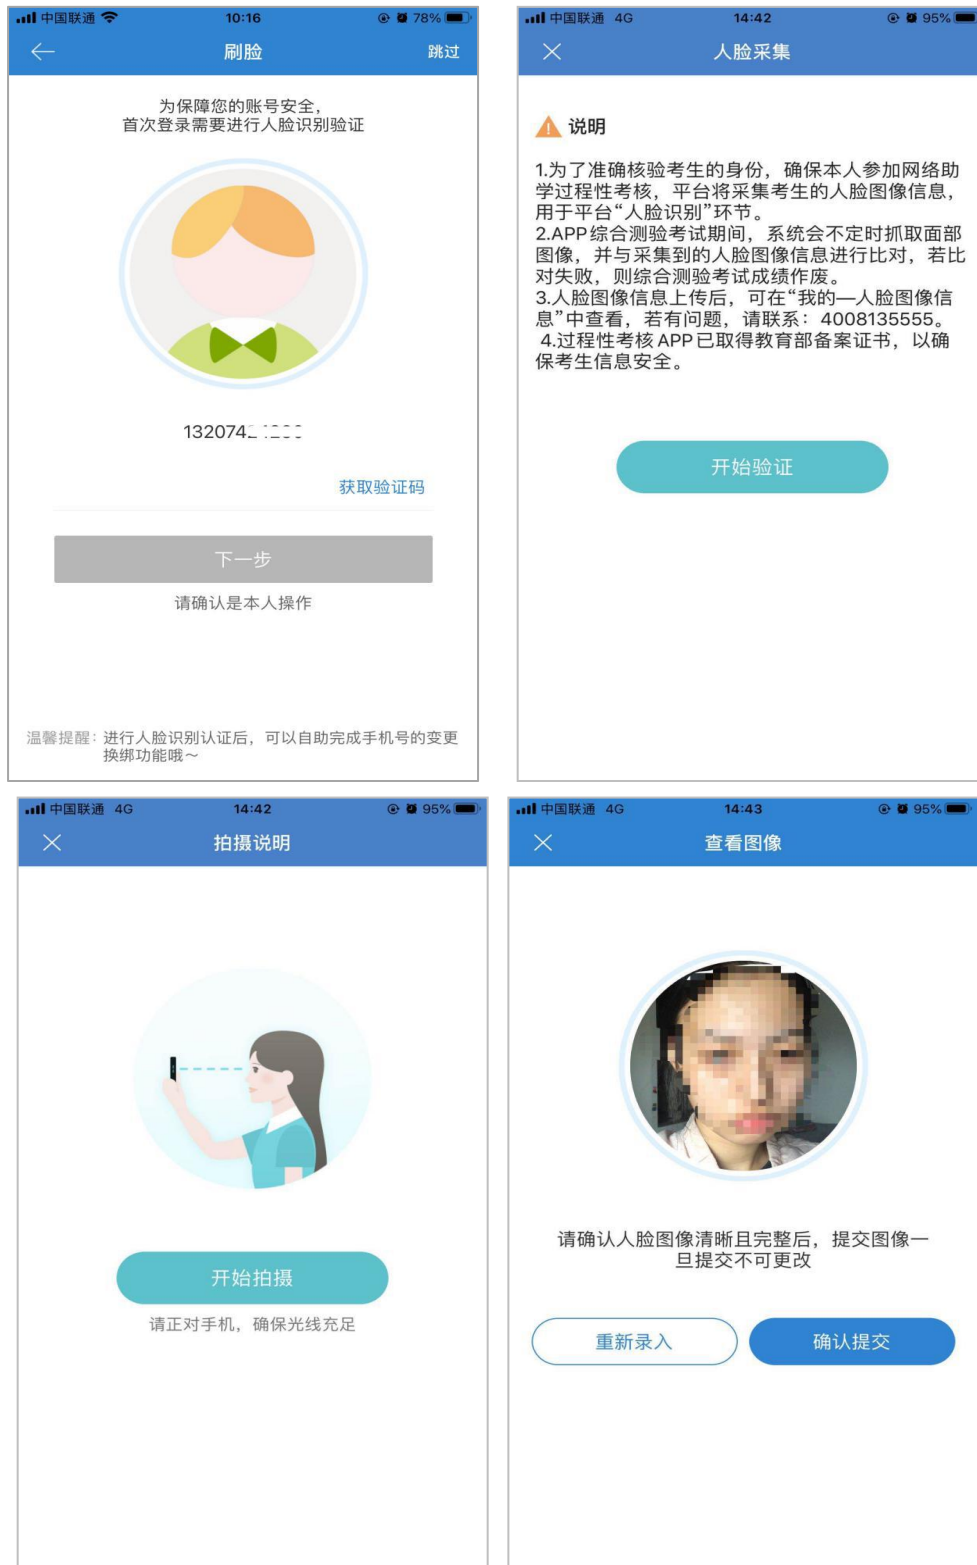 中国联通
10:16
78%
刷脸
跳过
为保障您的账号安全，
首次登录需要进行人脸识别验证
132074
获取验证码
下一步
请确认是本人操作
温馨提醒：进行人脸识别认证后，可以自助完成手机号的变更
换绑功能哦～
中国联通 4G
14:42
95%
人脸采集
说明
1.为了准确核验考生的身份，确保本人参加网络助
学过程性考核，平台将采集考生的人脸图像信息，
用于平台“人脸识别”环节。
2.APP综合测验考试期间，系统会不定时抓取面部
图像，并与采集到的人脸图像信息进行比对，若比
对失败，则综合测验考试成绩作废。
3.人脸图像信息上传后，可在“我的—人脸图像信
息”中查看，若有问题，请联系：4008135555。
4.过程性考核APP已取得教育部备案证书，以确
保考生信息安全。
开始验证
中国联通 4G
14:42
95%
拍摄说明
开始拍摄
请正对手机，确保光线充足
中国联通 4G
14:43
95%
查看图像
请确认人脸图像清晰且完整后，提交图像一
旦提交不可更改
重新录入
确认提交